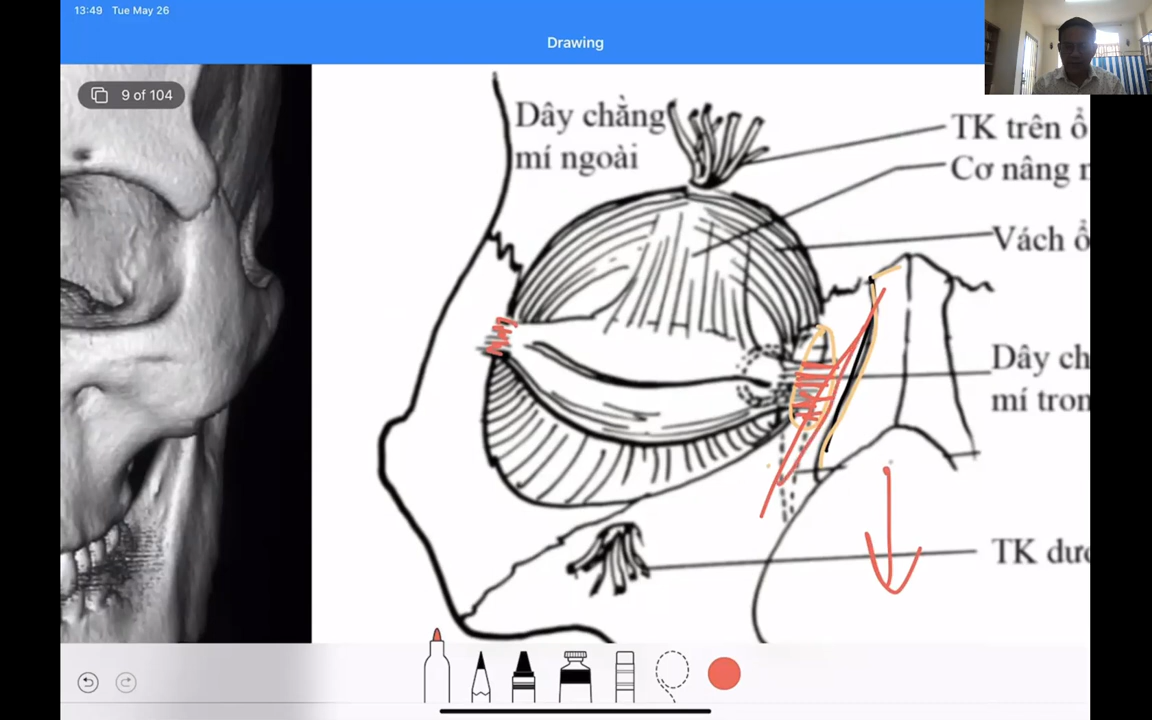 13:49 Tue May 26
Drawing
9 of 104
Dây chằng
mí ngoài
TK trên ổ
Cơ nâng
Vách ổ
Dây ch
mí tron
TK dướ